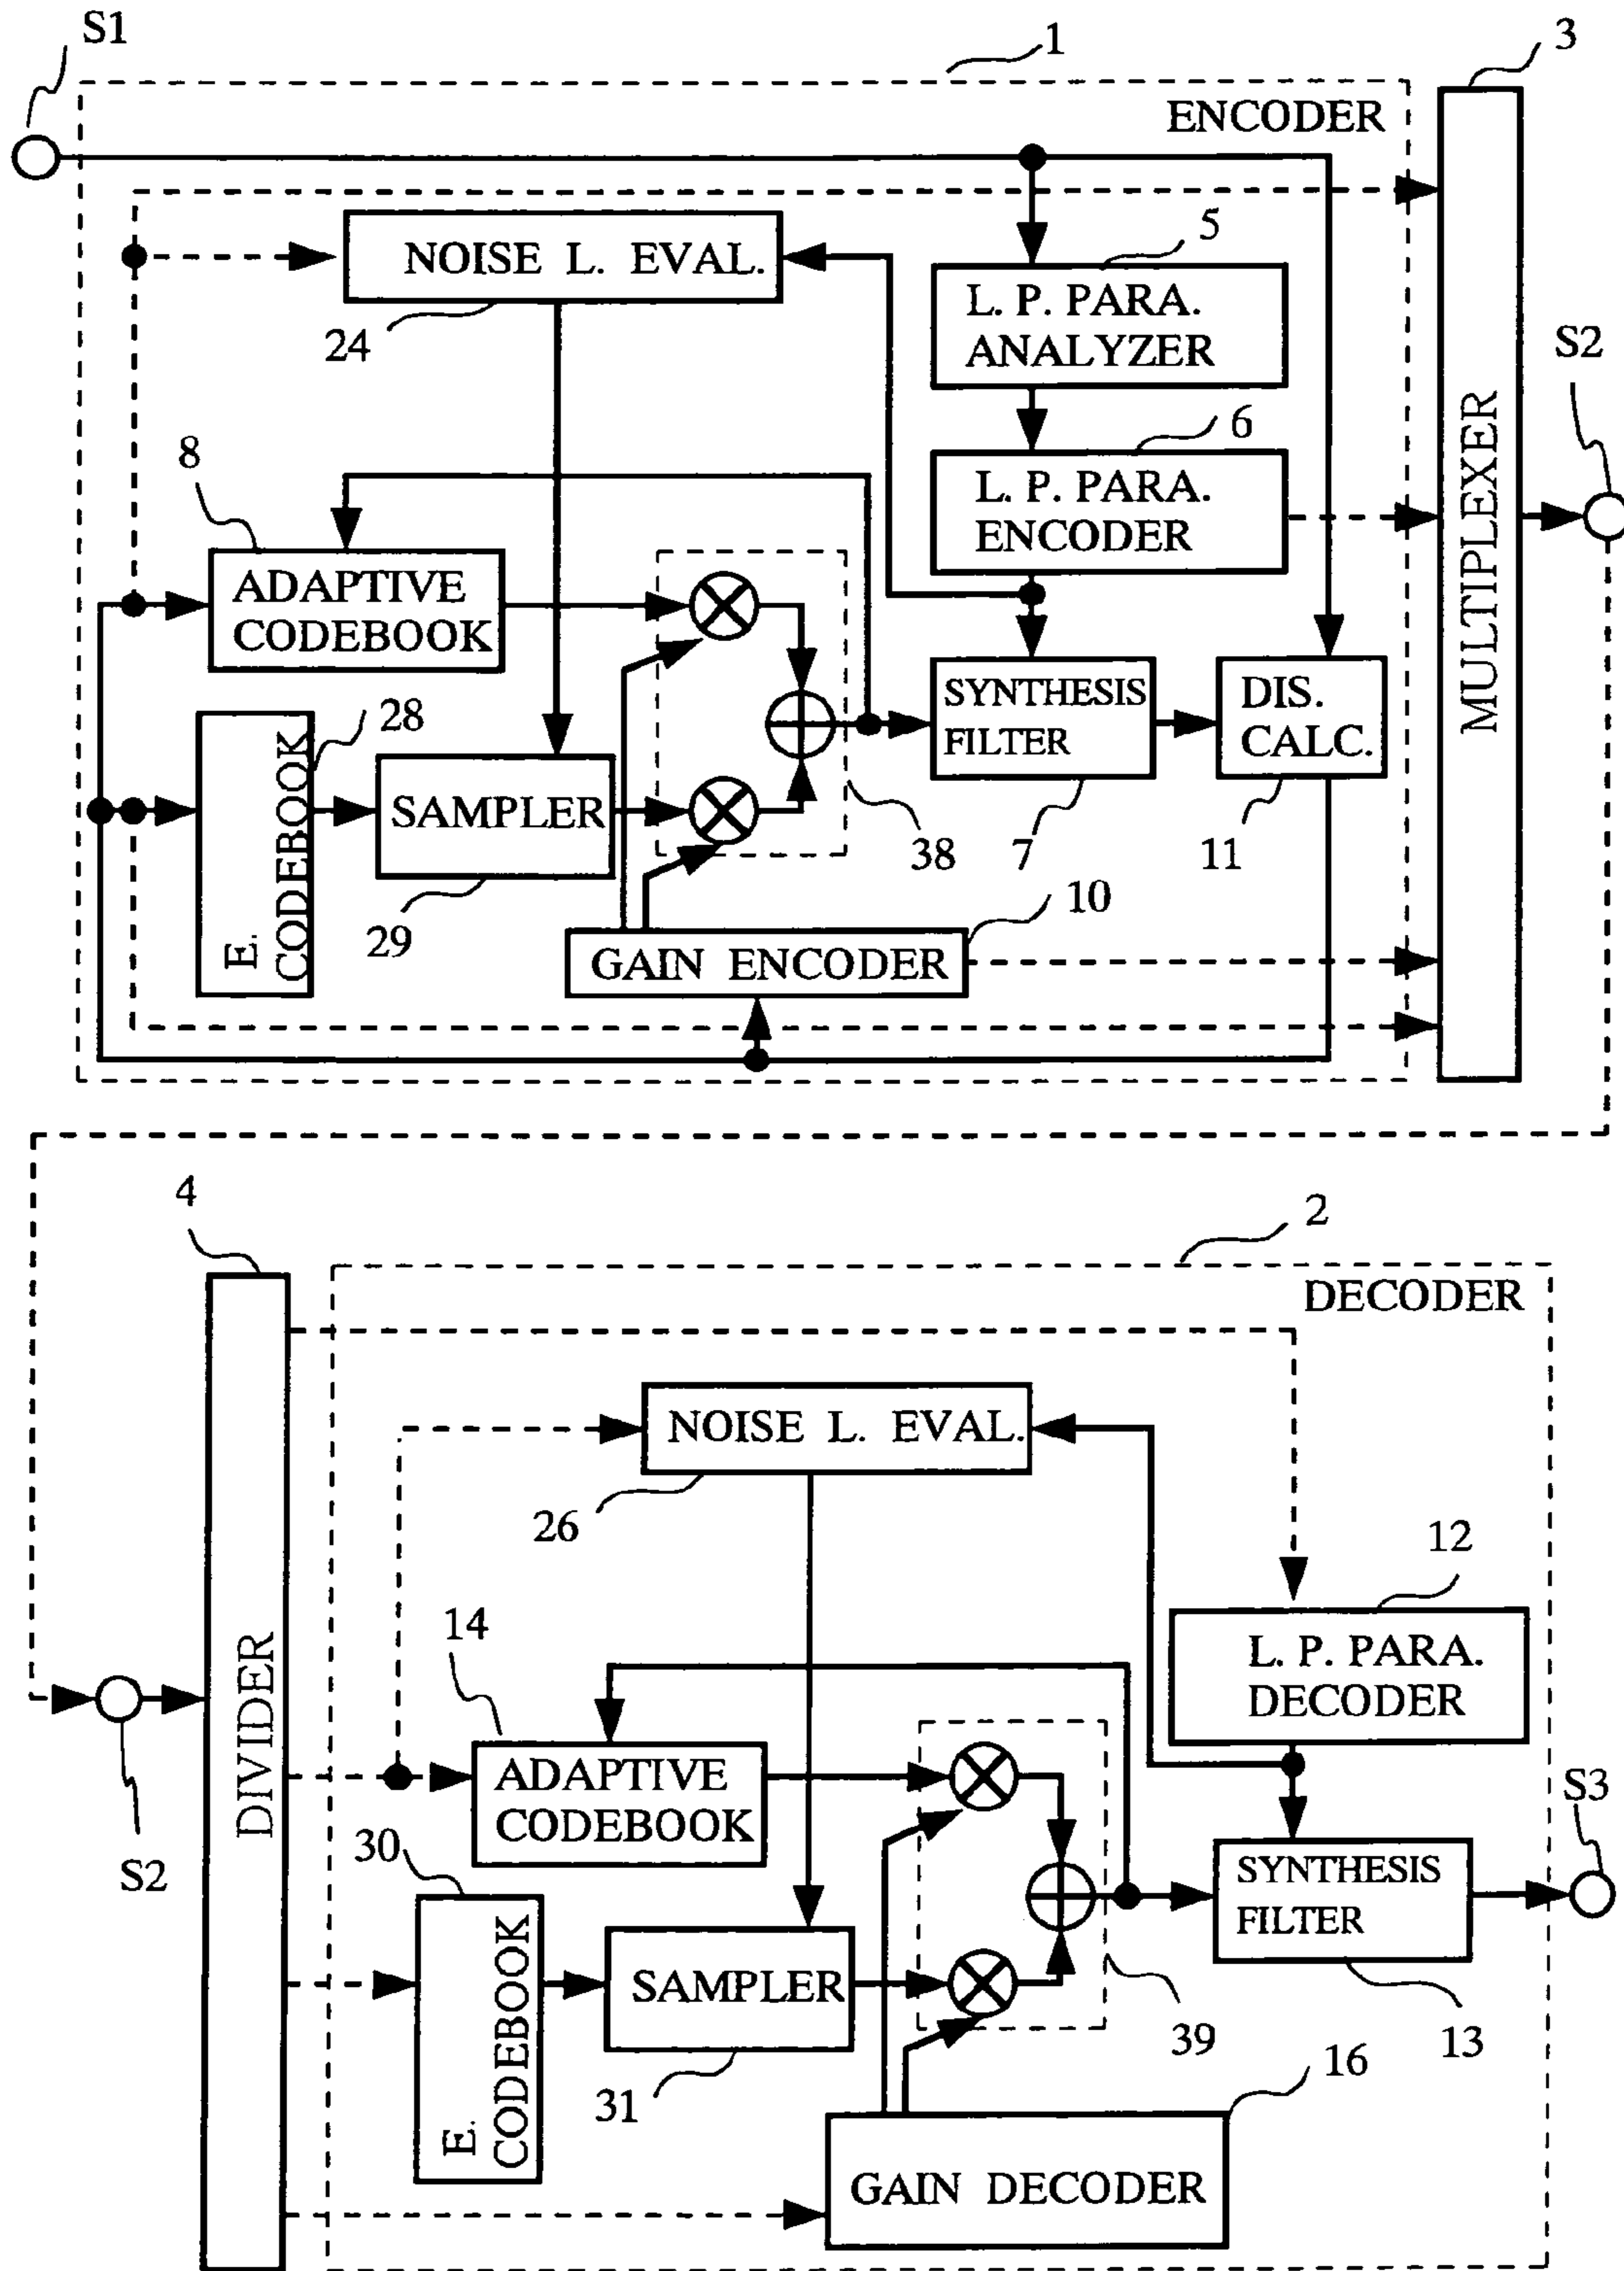 S1
1
3
ENCODER
5
NOISE L. EVAL.
L. P. PARA.
ANALYZER
24
S2
6
8
L. P. PARA.
ENCODER
MULTIPLEXER
ADAPTIVE
CODEBOOK
SYNTHESIS
FILTER
DIS.
CALC.
28
E.
CODEBOOK
SAMPLER
38
7
11
29
10
GAIN ENCODER
4
2
DECODER
NOISE L. EVAL.
26
12
14
L. P. PARA.
DECODER
DIVIDER
ADAPTIVE
CODEBOOK
S3
S2
30
SYNTHESIS
FILTER
E.
CODEBOOK
SAMPLER
39
13
31
16
GAIN DECODER